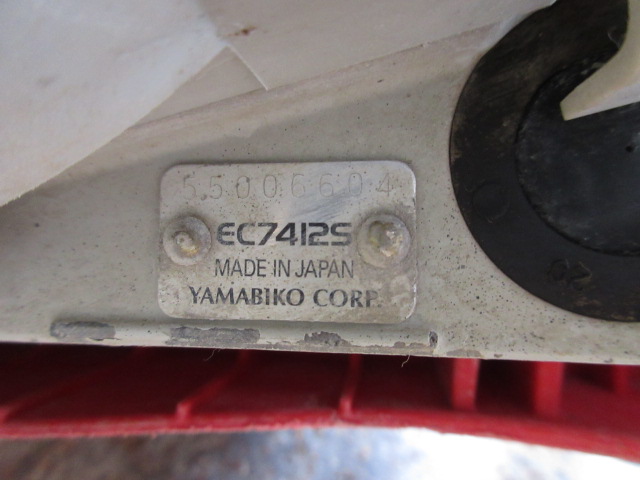 55006604
EC7412S
MADE IN JAPAN
YAMABIKO CORP.